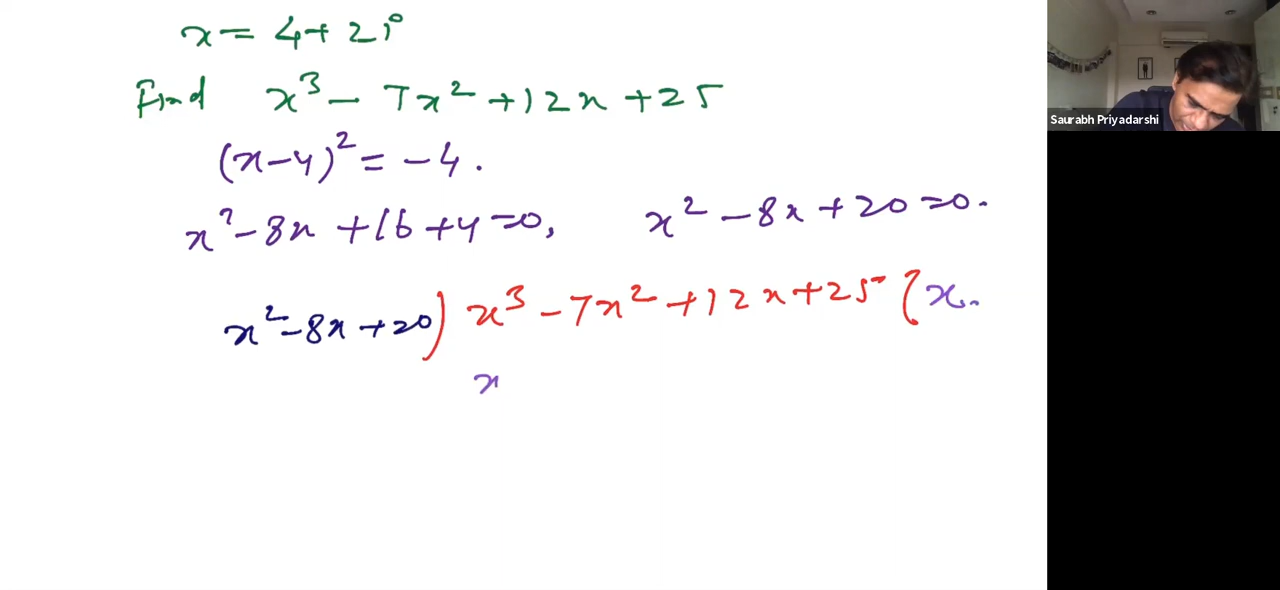 x = 4 + 2i
Find x³ - 7x² + 12x + 25
(x-4)² = -4.
x² - 8x + 16 + 4 = 0, x² - 8x + 20 = 0.
x² - 8x + 20 ) x³ - 7x² + 12x + 25 ( x
x
Saurabh Priyadarshi